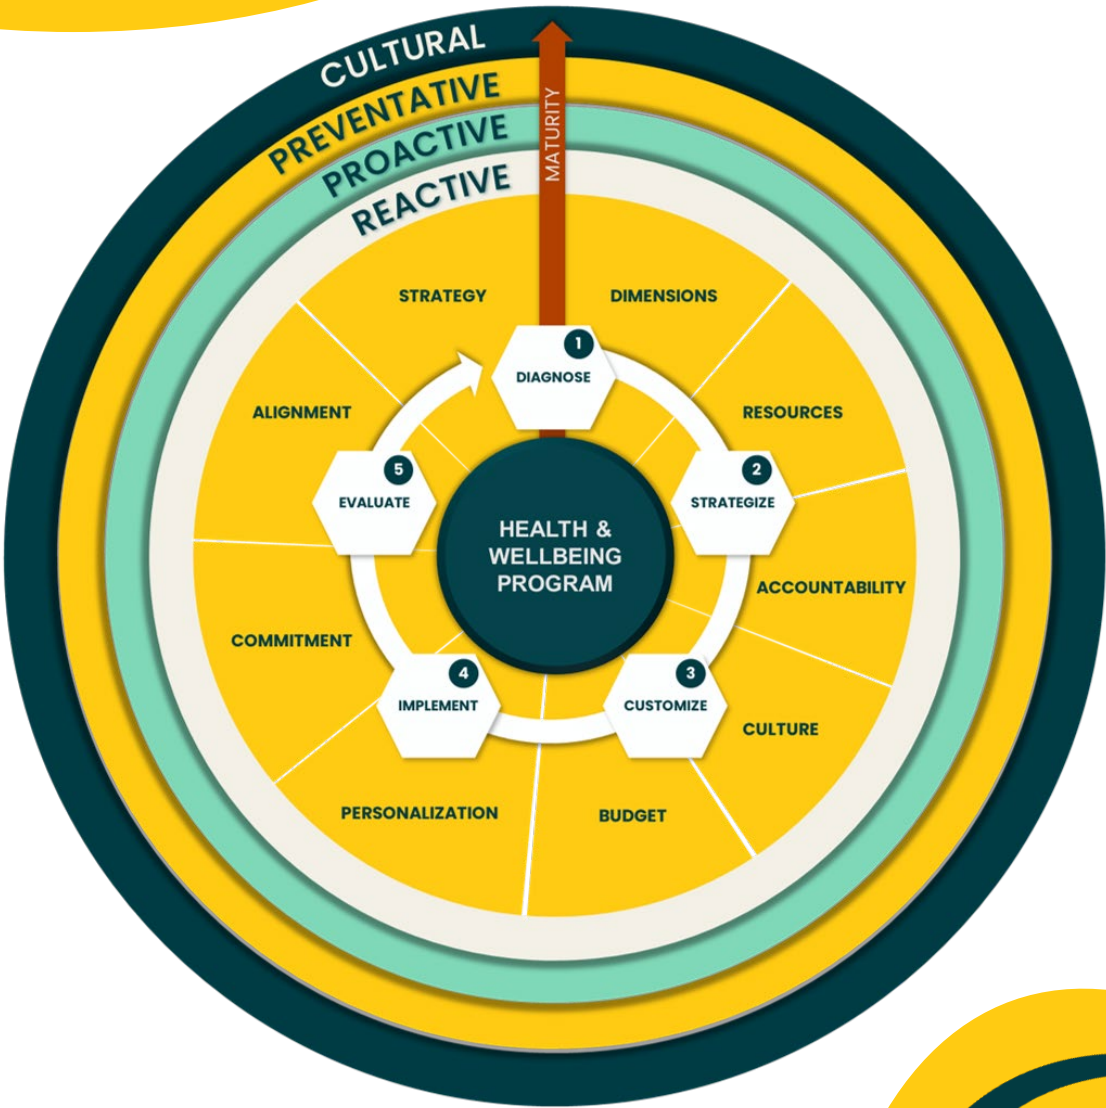 CULTURAL
PREVENTATIVE
PROACTIVE
REACTIVE
MATURITY
STRATEGY
DIMENSIONS
ALIGNMENT
RESOURCES
COMMITMENT
ACCOUNTABILITY
CULTURE
PERSONALIZATION
BUDGET
1
DIAGNOSE
2
STRATEGIZE
3
CUSTOMIZE
4
IMPLEMENT
5
EVALUATE
HEALTH &
WELLBEING
PROGRAM